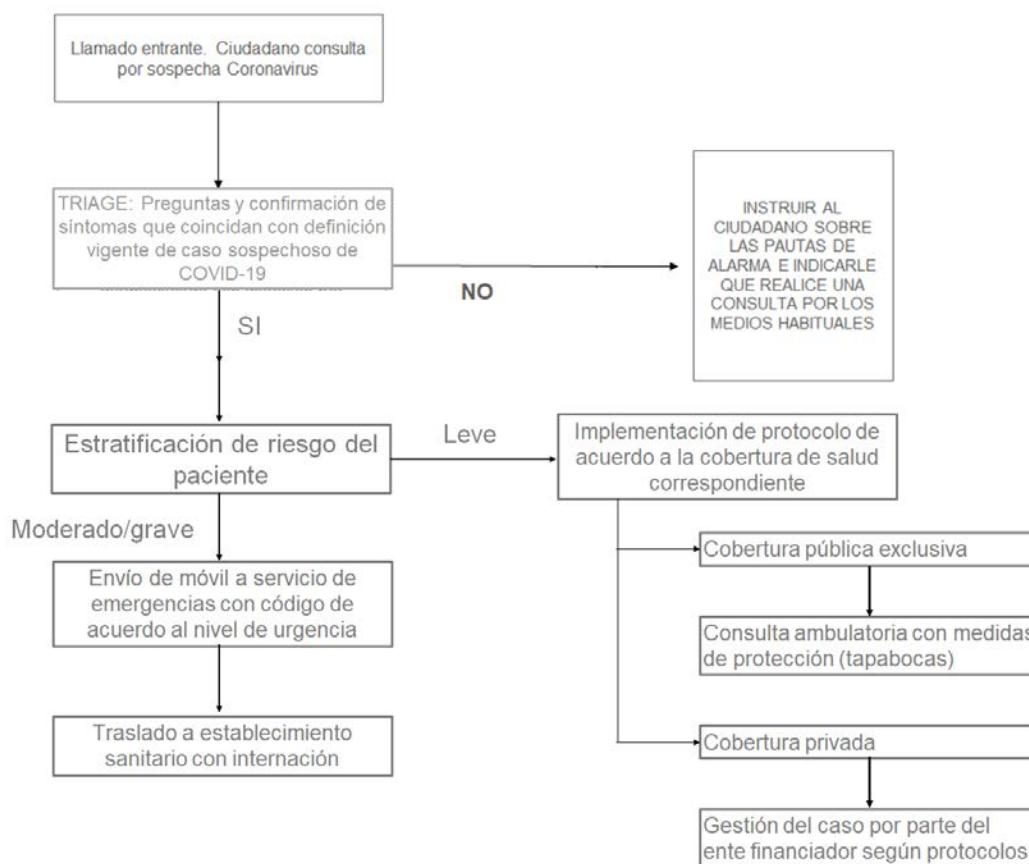 Llamado entrante. Ciudadano consulta
por sospecha Coronavirus
TRIAGE: Preguntas y confirmación de
síntomas que coincidan con definición
vigente de caso sospechoso de
COVID-19
NO
INSTRUIR AL
CIUDADANO SOBRE
LAS PAUTAS DE
ALARMA E INDICARLE
QUE REALICE UNA
CONSULTA POR LOS
MEDIOS HABITUALES
SI
Estratificación de riesgo del
paciente
Leve
Implementación de protocolo de
acuerdo a la cobertura de salud
correspondiente
Moderado/grave
Envío de móvil a servicio de
emergencias con código de
acuerdo al nivel de urgencia
Traslado a establecimiento
sanitario con internación
Cobertura pública exclusiva
Consulta ambulatoria con medidas
de protección (tapabocas)
Cobertura privada
Gestión del caso por parte del
ente financiador según protocolos